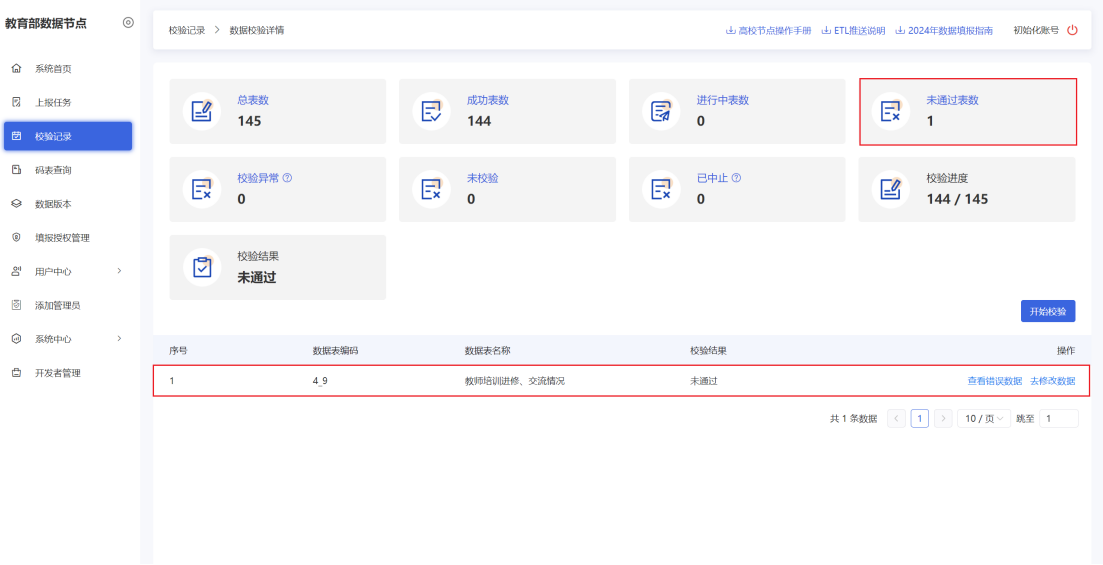 教育部数据节点
校验记录 > 数据校验详情
高校节点操作手册 ETL推送说明 2024年数据填报指南 初始化账号
系统首页
上报任务
校验记录
码表查询
数据版本
填报授权管理
用户中心
添加管理员
系统中心
开发者管理
总表数
145
成功表数
144
进行中表数
0
未通过表数
1
校验异常
0
未校验
0
已中止
0
校验进度
144 / 145
校验结果
未通过
开始校验
序号 数据表编码 数据表名称 校验结果 操作
1 4_9 教师培训进修、交流情况 未通过 查看错误数据 去修改数据
共 1 条数据 < 1 > 10 / 页 跳至 1